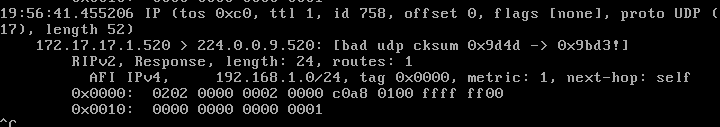 19:56:41.455206 IP (tos 0xc0, ttl 1, id 758, offset 0, flags [none], proto UDP (
17), length 52)
172.17.17.1.520 > 224.0.0.9.520: [bad udp cksum 0x9d4d -> 0x9bd3!]
RIPv2, Response, length: 24, routes: 1
AFI IPv4, 192.168.1.0/24, tag 0x0000, metric: 1, next-hop: self
0x0000: 0202 0000 0002 0000 c0a8 0100 ffff ff00
0x0010: 0000 0000 0000 0001
^C